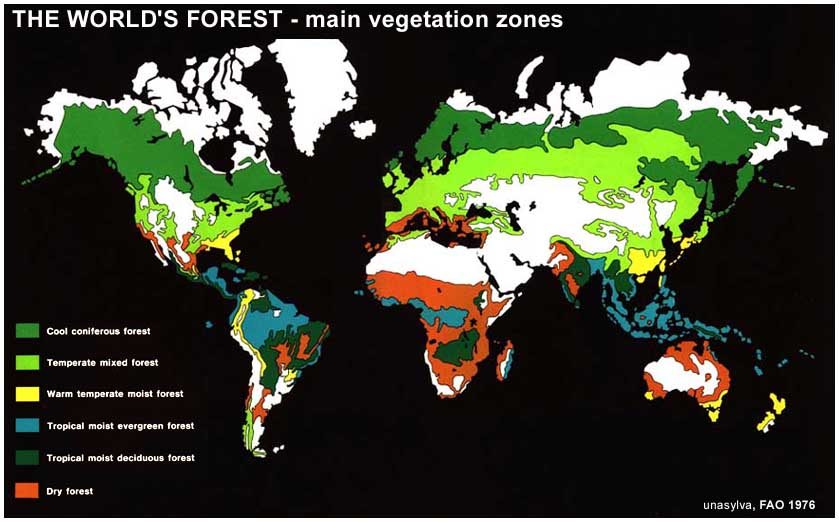 THE WORLD'S FOREST - main vegetation zones
Cool coniferous forest
Temperate mixed forest
Warm temperate moist forest
Tropical moist evergreen forest
Tropical moist deciduous forest
Dry forest
unasylva, FAO 1976